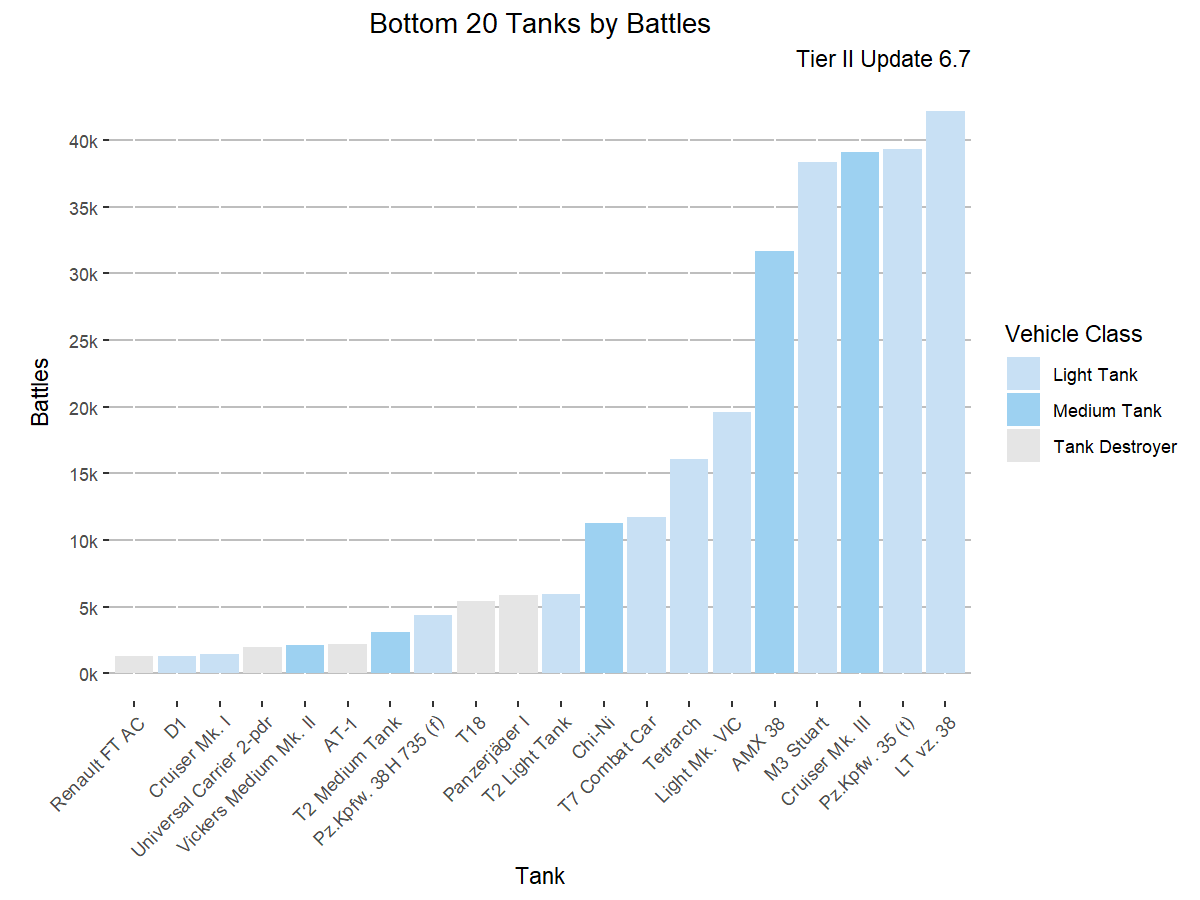 Bottom 20 Tanks by Battles
Tier II Update 6.7
Battles
40k
35k
30k
25k
20k
15k
10k
5k
0k
Renault FT AC
D1
Cruiser Mk. I
Universal Carrier 2-pdr
Vickers Medium Mk. II
AT-1
T2 Medium Tank
Pz.Kpfw. 38H 735 (f)
T18
Panzerjäger I
T2 Light Tank
Chi-Ni
T7 Combat Car
Tetrarch
Light Mk. VIC
AMX 38
M3 Stuart
Cruiser Mk. III
Pz.Kpfw. 35 (t)
LT vz. 38
Tank
Vehicle Class
Light Tank
Medium Tank
Tank Destroyer